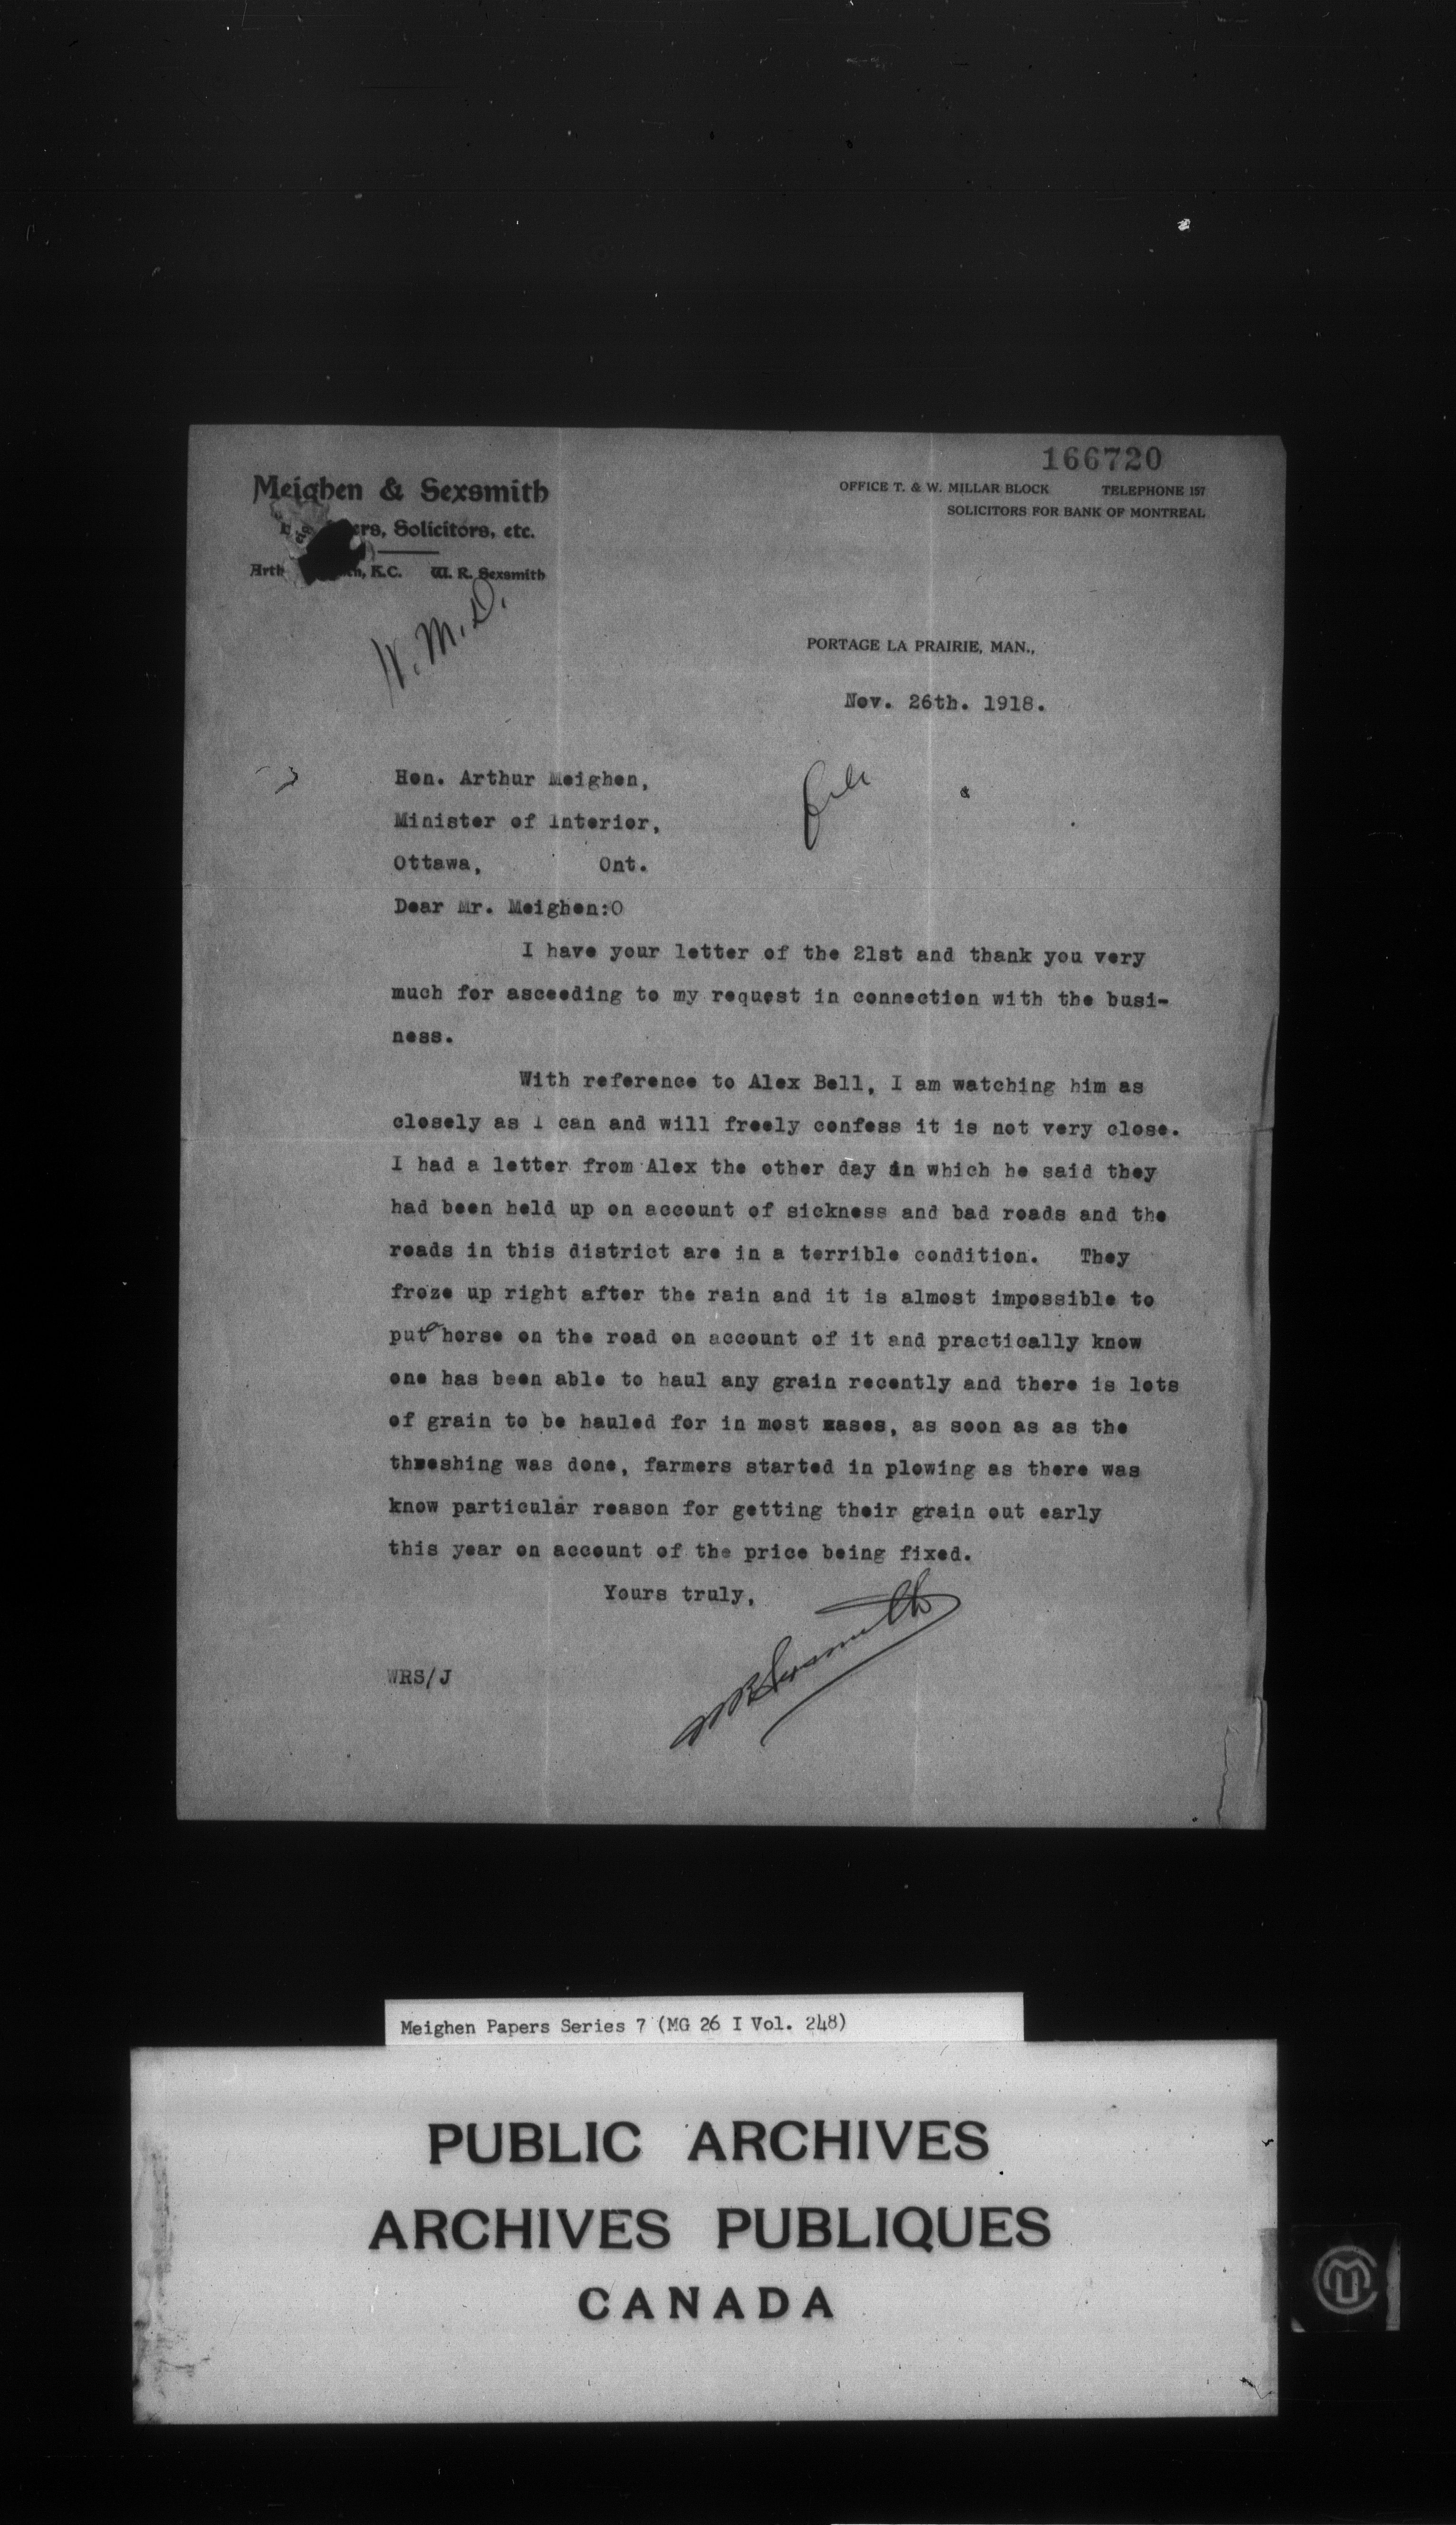 166720
Meighen & Sexsmith
OFFICE T. & W. MILLAR BLOCK TELEPHONE 157
SOLICITORS FOR BANK OF MONTREAL
Solicitors, etc.
K.C. W. R. Sexsmith
PORTAGE LA PRAIRIE, MAN.,
Nov. 26th. 1918.
Hon. Arthur Meighen,
file
Minister of Interior,
Ottawa, Ont.
Dear Mr. Meighen:O
I have your letter of the 21st and thank you very
much for asceeding to my request in connection with the busi-
ness.
With reference to Alex Bell, I am watching him as
closely as I can and will freely confess it is not very close.
I had a letter from Alex the other day in which he said they
had been held up on account of sickness and bad roads and the
roads in this district are in a terrible condition. They
froze up right after the rain and it is almost impossible to
put a horse on the road on account of it and practically know
one has been able to haul any grain recently and there is lots
of grain to be hauled for in most cases, as soon as as the
threshing was done, farmers started in plowing as there was
know particular reason for getting their grain out early
this year on account of the price being fixed.
Yours truly,
WRSexsmith
WRS/J
Meighen Papers Series 7 (MG 26 I Vol. 248)
PUBLIC ARCHIVES
ARCHIVES PUBLIQUES
CANADA